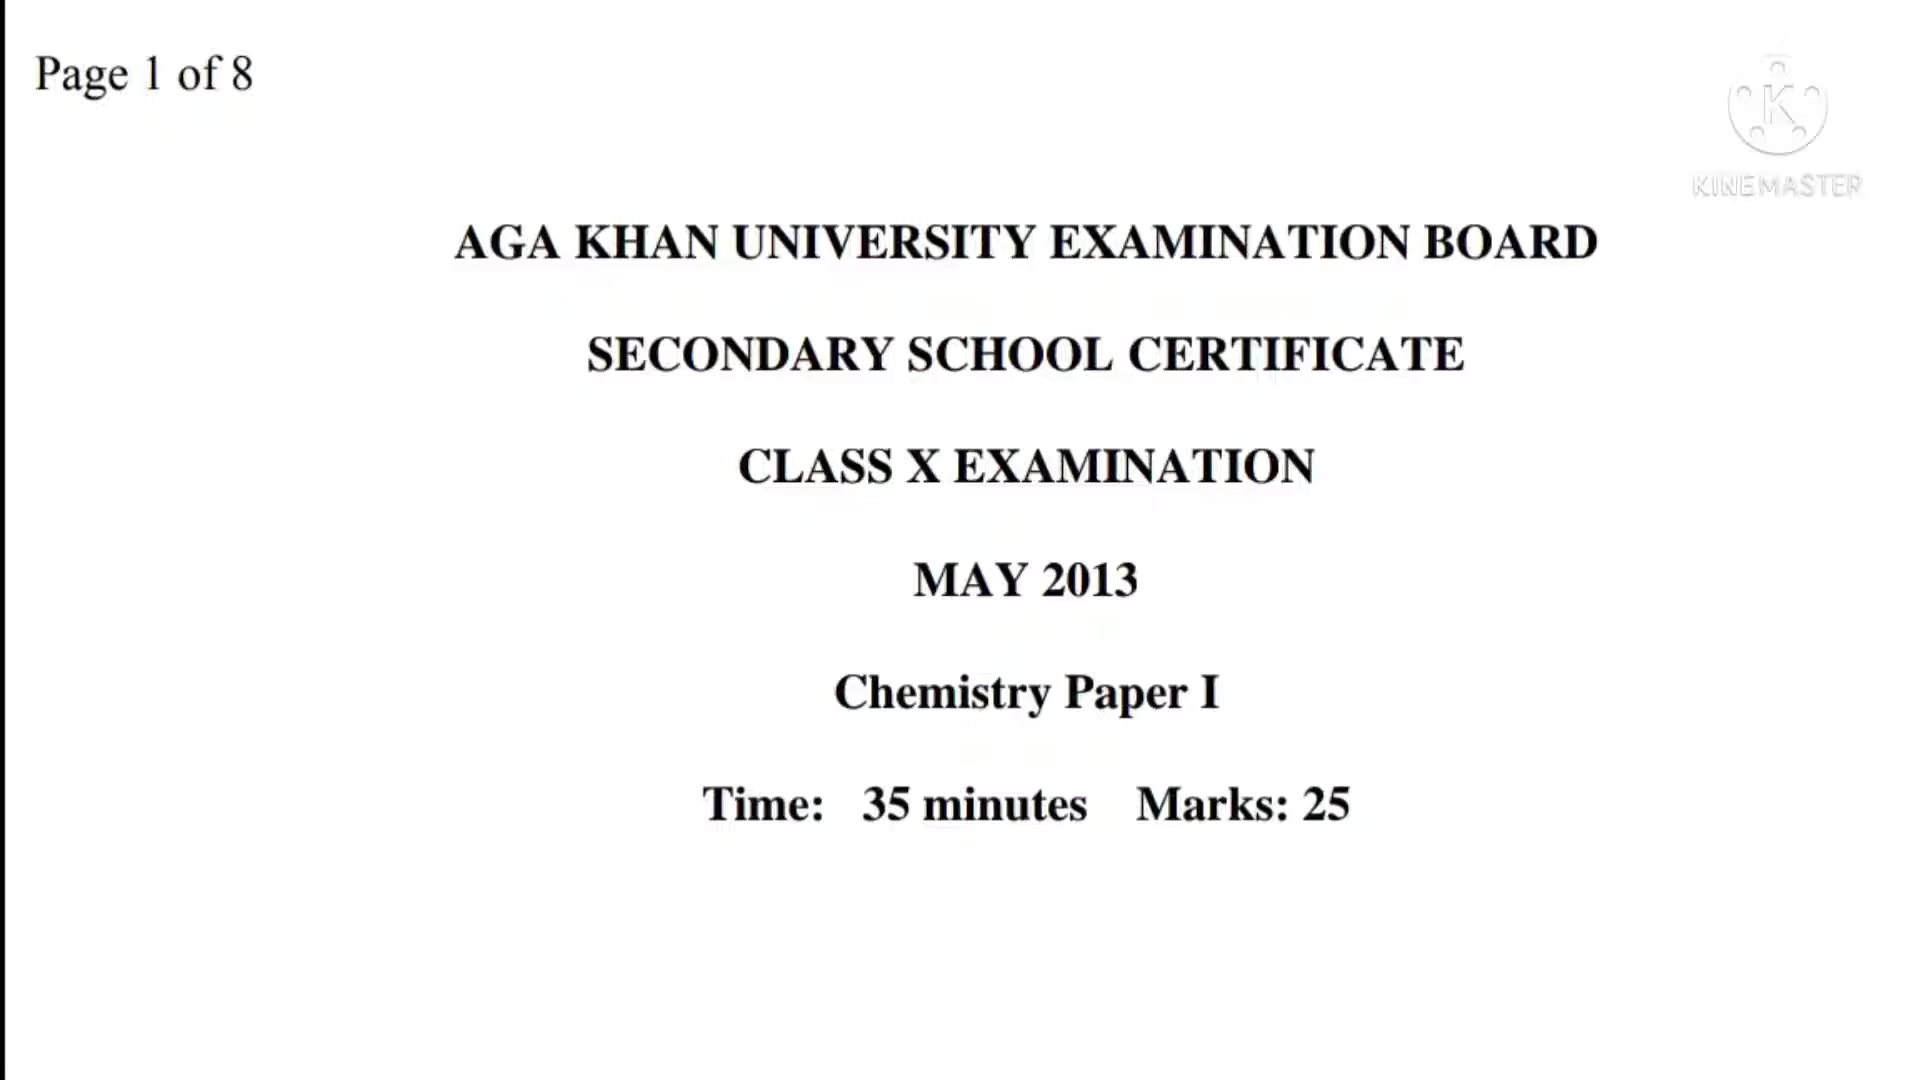 Page 1 of 8
K
KINEMASTER
AGA KHAN UNIVERSITY EXAMINATION BOARD
SECONDARY SCHOOL CERTIFICATE
CLASS X EXAMINATION
MAY 2013
Chemistry Paper I
Time: 35 minutes Marks: 25